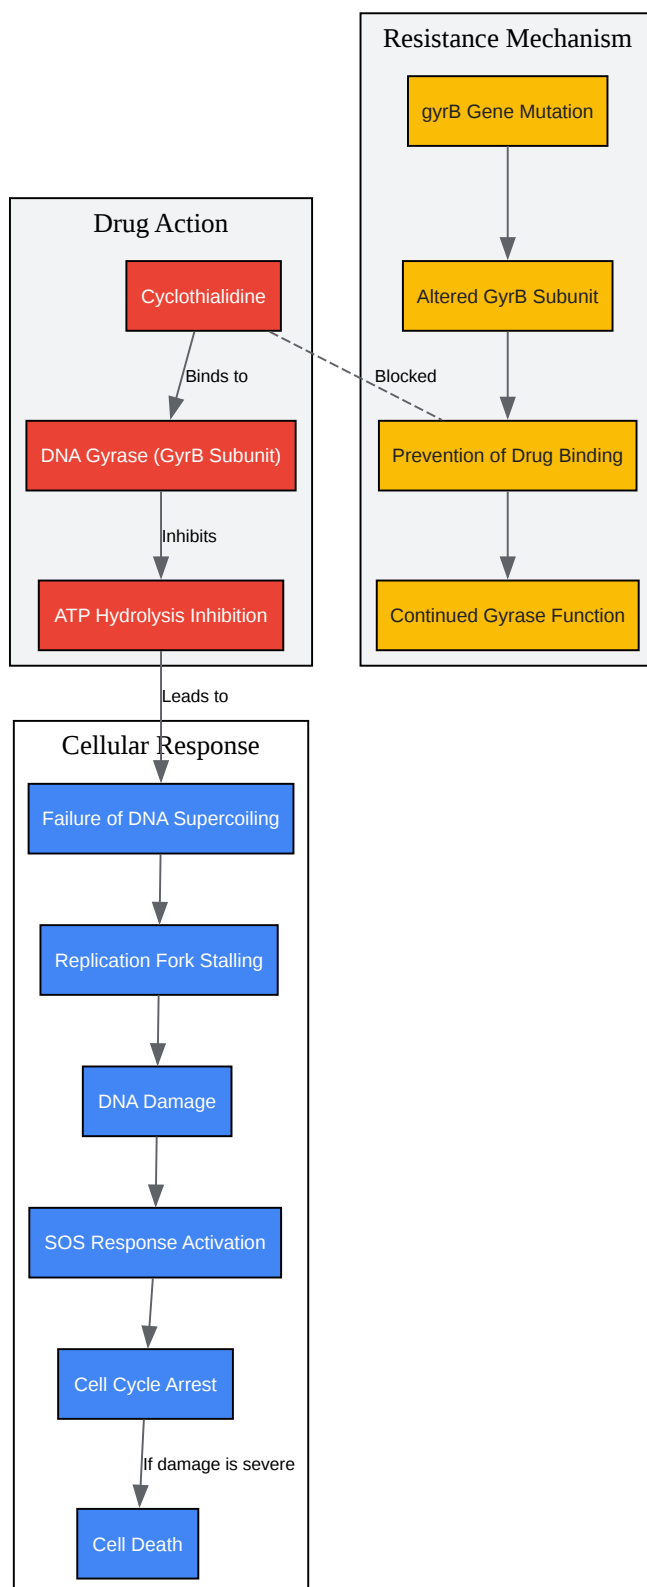 Resistance Mechanism
gyrB Gene Mutation
Altered GyrB Subunit
Prevention of Drug Binding
Continued Gyrase Function
Drug Action
Cyclothialidine
Binds to
Blocked
DNA Gyrase (GyrB Subunit)
Inhibits
ATP Hydrolysis Inhibition
Leads to
Cellular Response
Failure of DNA Supercoiling
Replication Fork Stalling
DNA Damage
SOS Response Activation
Cell Cycle Arrest
If damage is severe
Cell Death